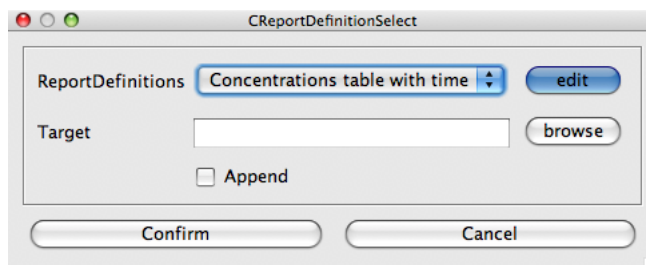 CReportDefinitionSelect
ReportDefinitions Concentrations table with time edit
Target browse
Append
Confirm Cancel